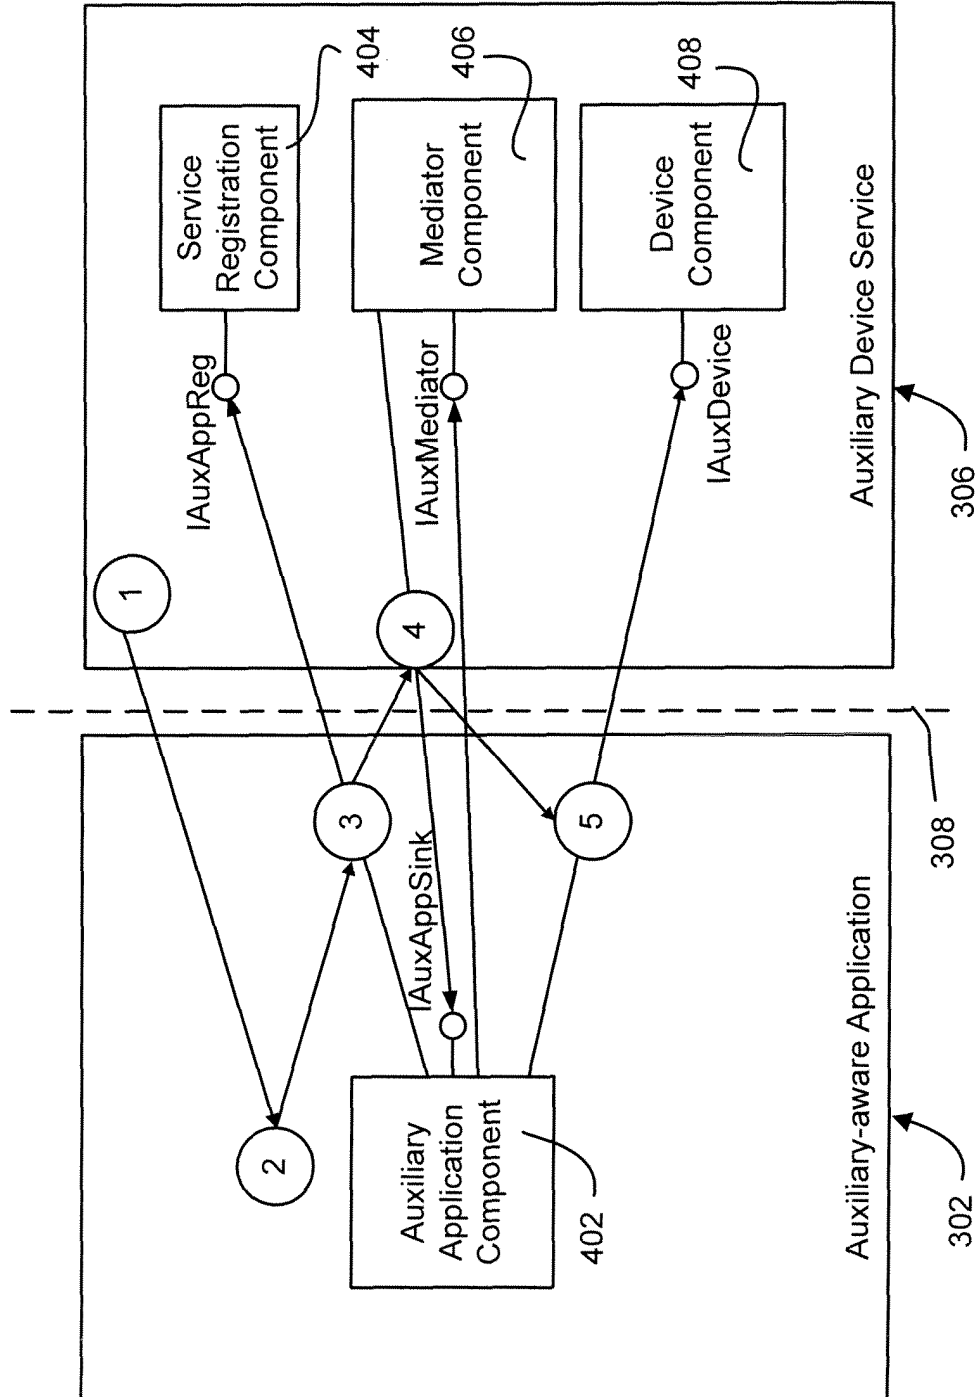 Auxiliary-aware Application
302
Auxiliary
Application
Component
402
IAuxAppSink
308
1
2
3
4
5
Auxiliary Device Service
306
IAuxAppReg
Service
Registration
Component
404
IAuxMediator
Mediator
Component
406
IAuxDevice
Device
Component
408